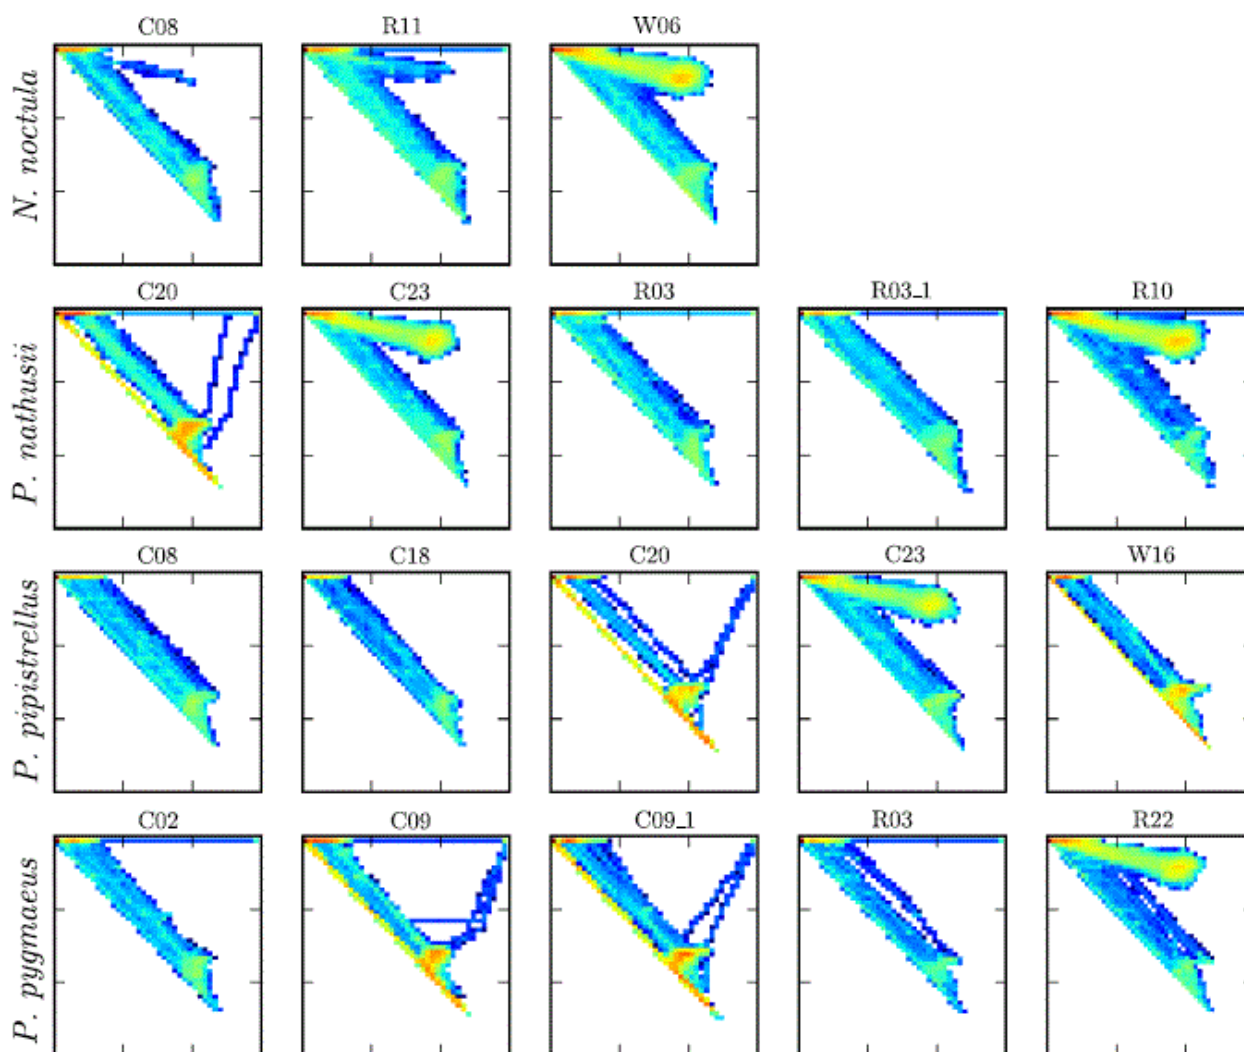 C08 R11 W06
N. noctula
C20 C23 R03 R03_1 R10
P. nathusii
C08 C18 C20 C23 W16
P. pipistrellus
C02 C09 C09_1 R03 R22
P. pygmaeus